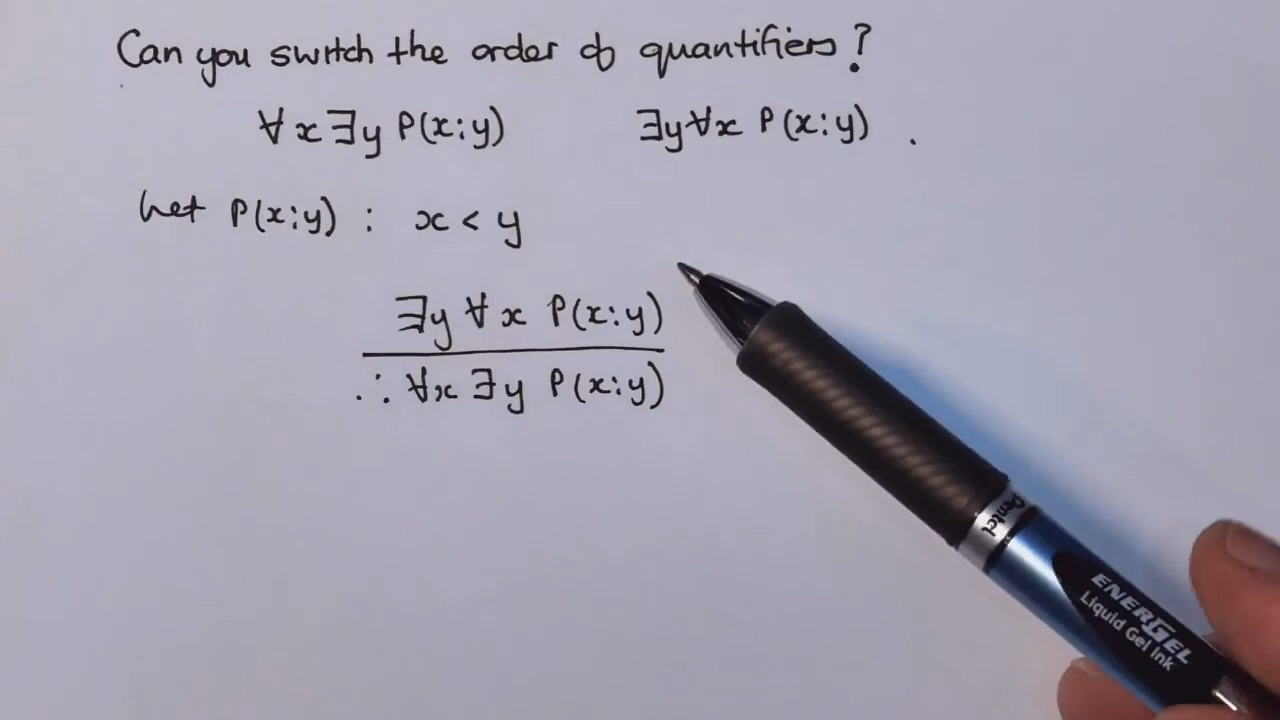 Can you switch the order of quantifiers?
∀x∃y P(x;y) ∃y∀x P(x;y) .
Let P(x;y) : x < y
∃y ∀x P(x;y)
∴ ∀x ∃y P(x;y)
Pentel
ENERGEL
Liquid Gel Ink